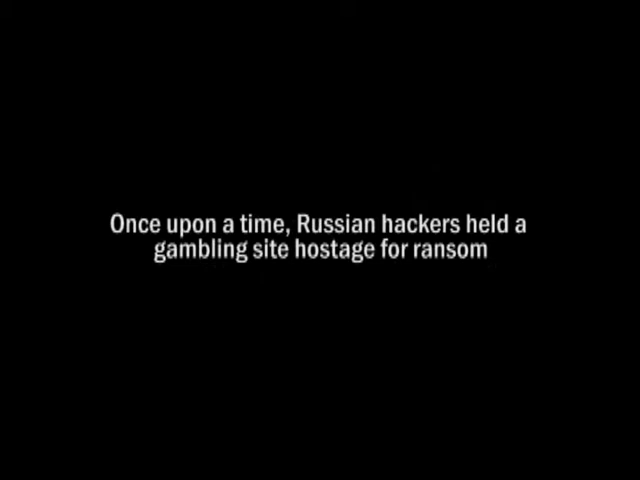 Once upon a time, Russian hackers held a
gambling site hostage for ransom